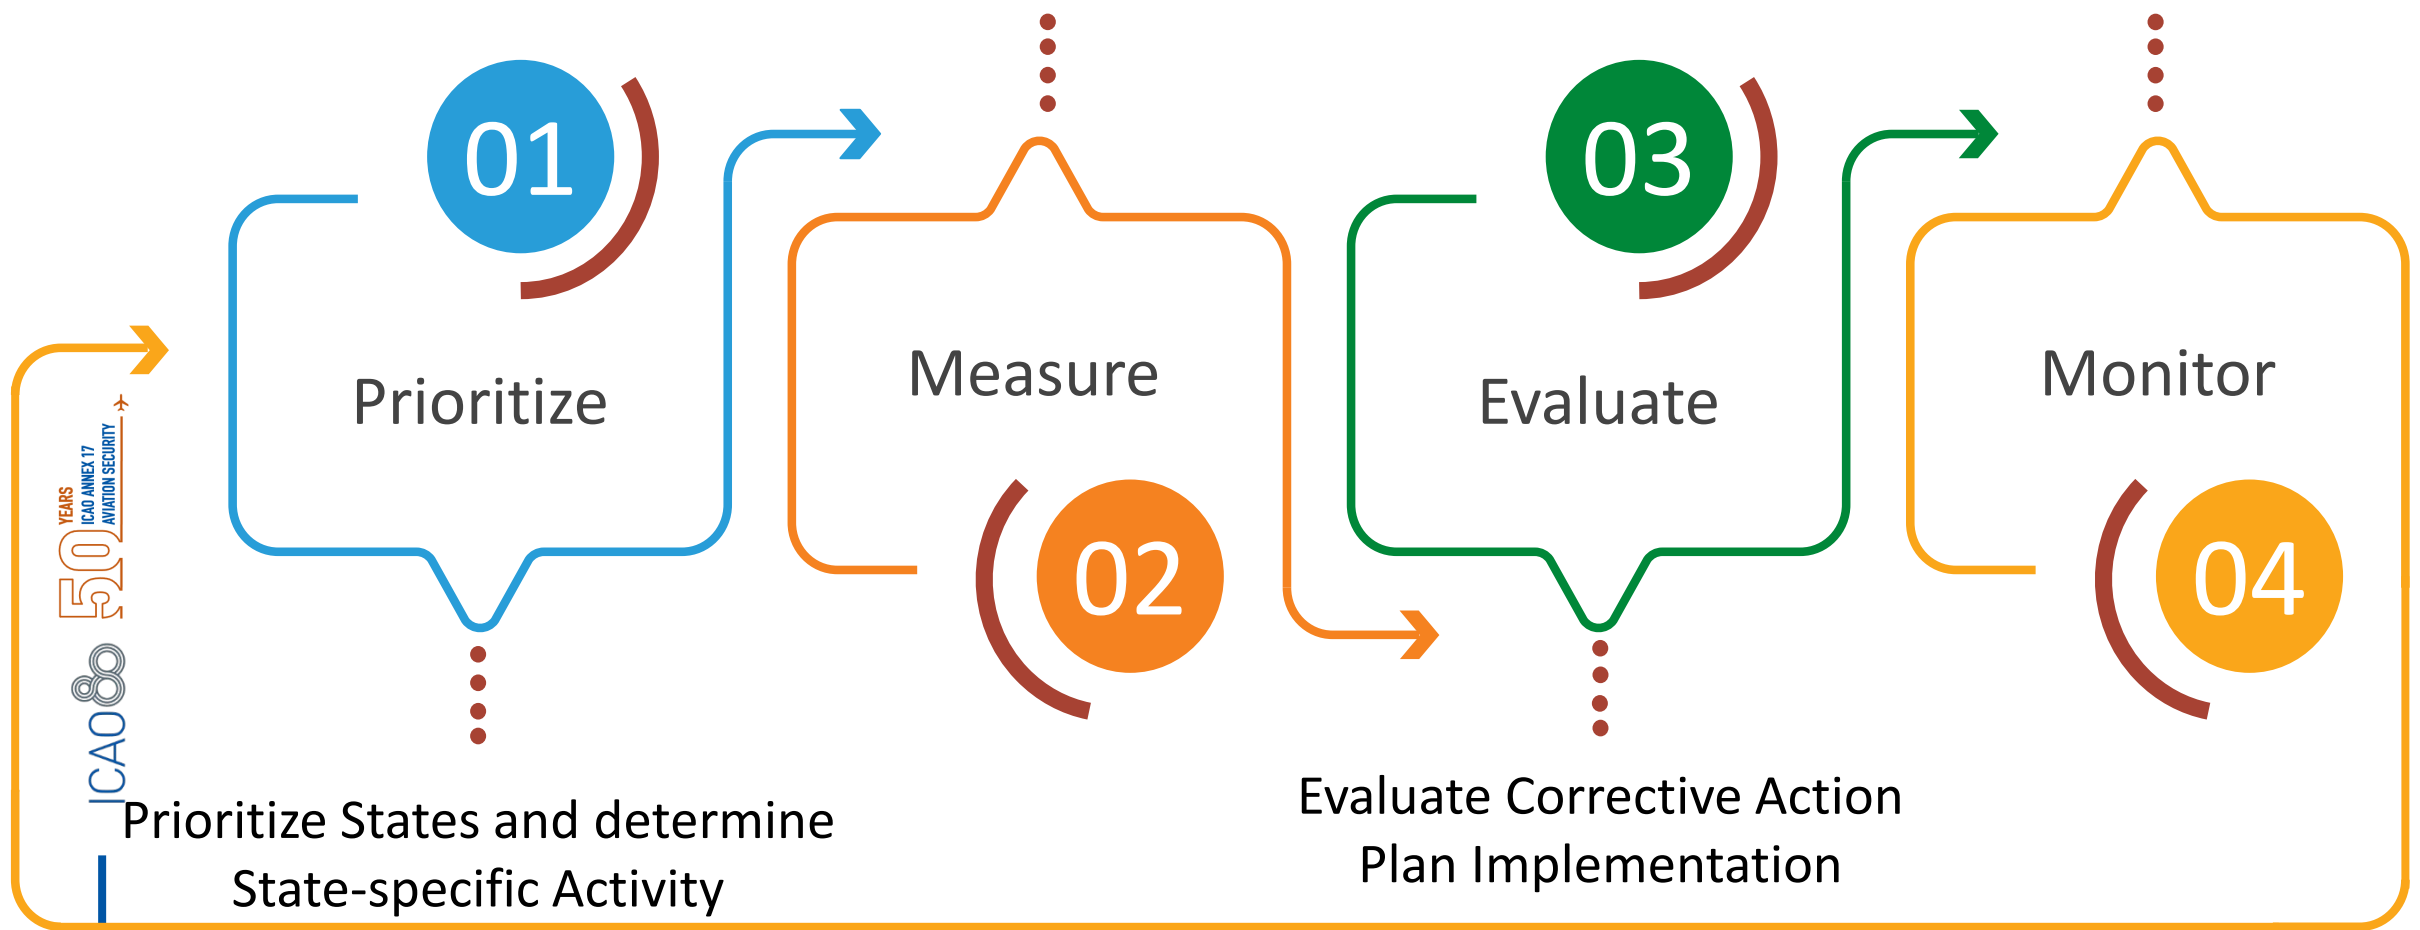 01
Prioritize
Prioritize States and determine
State-specific Activity
Measure
02
03
Evaluate
Evaluate Corrective Action
Plan Implementation
Monitor
04
ICAO80
50 YEARS
ICAO ANNEX 17
AVIATION SECURITY